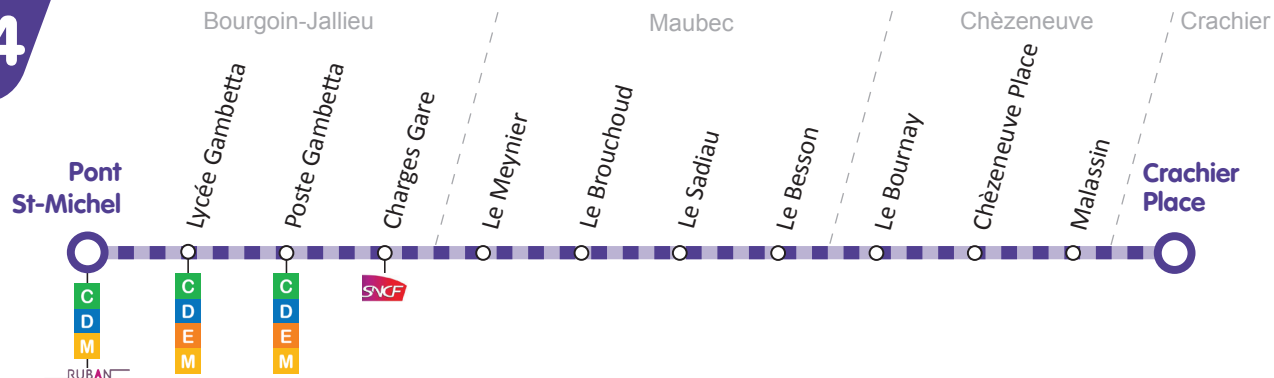 4
Bourgoin-Jallieu
Maubec
Chèzeneuve
Crachier
Pont
St-Michel
Lycée Gambetta
Poste Gambetta
Charges Gare
Le Meynier
Le Brouchoud
Le Sadiau
Le Besson
Le Bournay
Chèzeneuve Place
Malassin
Crachier
Place
C
D
M
RUBAN
C
D
E
M
C
D
E
M
SNCF